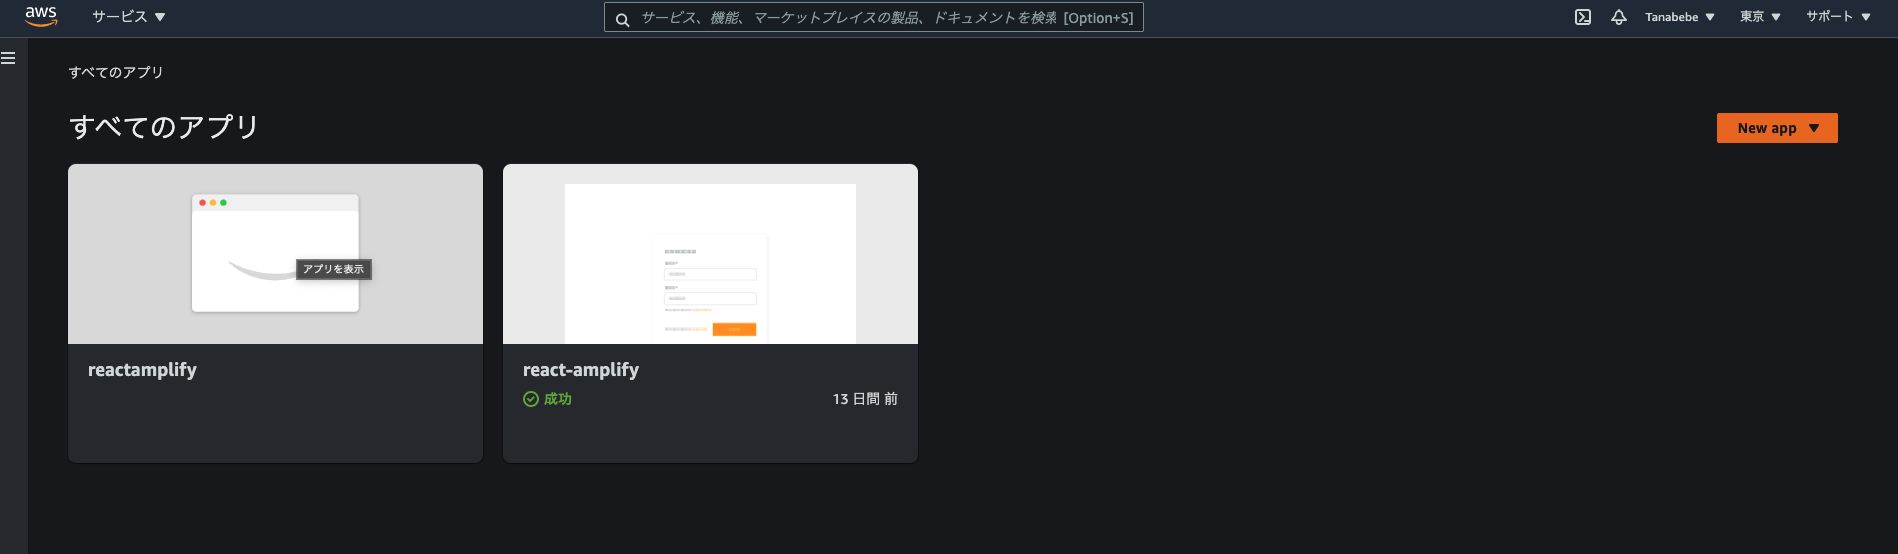 aws
サービス
サービス、機能、マーケットプレイスの製品、ドキュメントを検索 [Option+S]
Tanabebe
東京
サポート
すべてのアプリ
すべてのアプリ
New app
アプリを表示
reactamplify
react-amplify
成功
13 日間 前